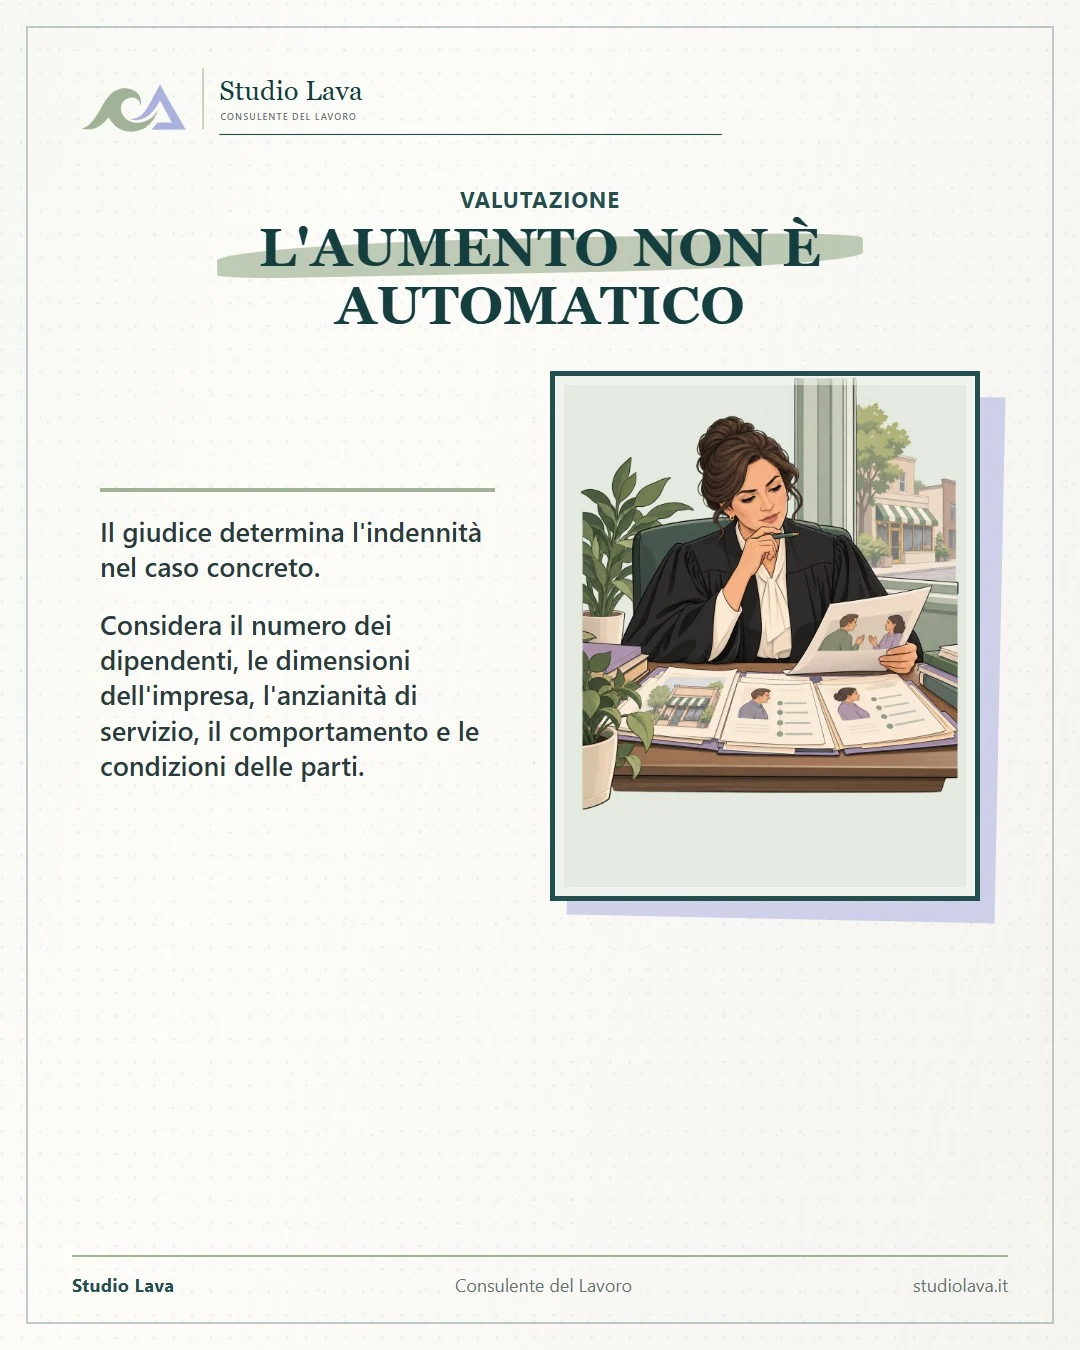 Studio Lava
CONSULENTE DEL LAVORO
VALUTAZIONE
L'AUMENTO NON È
AUTOMATICO
Il giudice determina l'indennità
nel caso concreto.
Considera il numero dei
dipendenti, le dimensioni
dell'impresa, l'anzianità di
servizio, il comportamento e le
condizioni delle parti.
Studio Lava
Consulente del Lavoro
studiolava.it